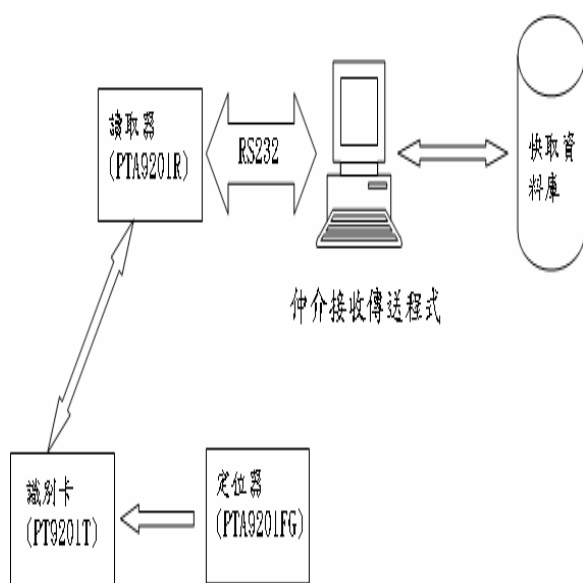 讀取器
(PTA9201R)
RS232
快取資
料庫
仲介接收傳送程式
識別卡
(PT9201T)
定位器
(PTA9201FG)